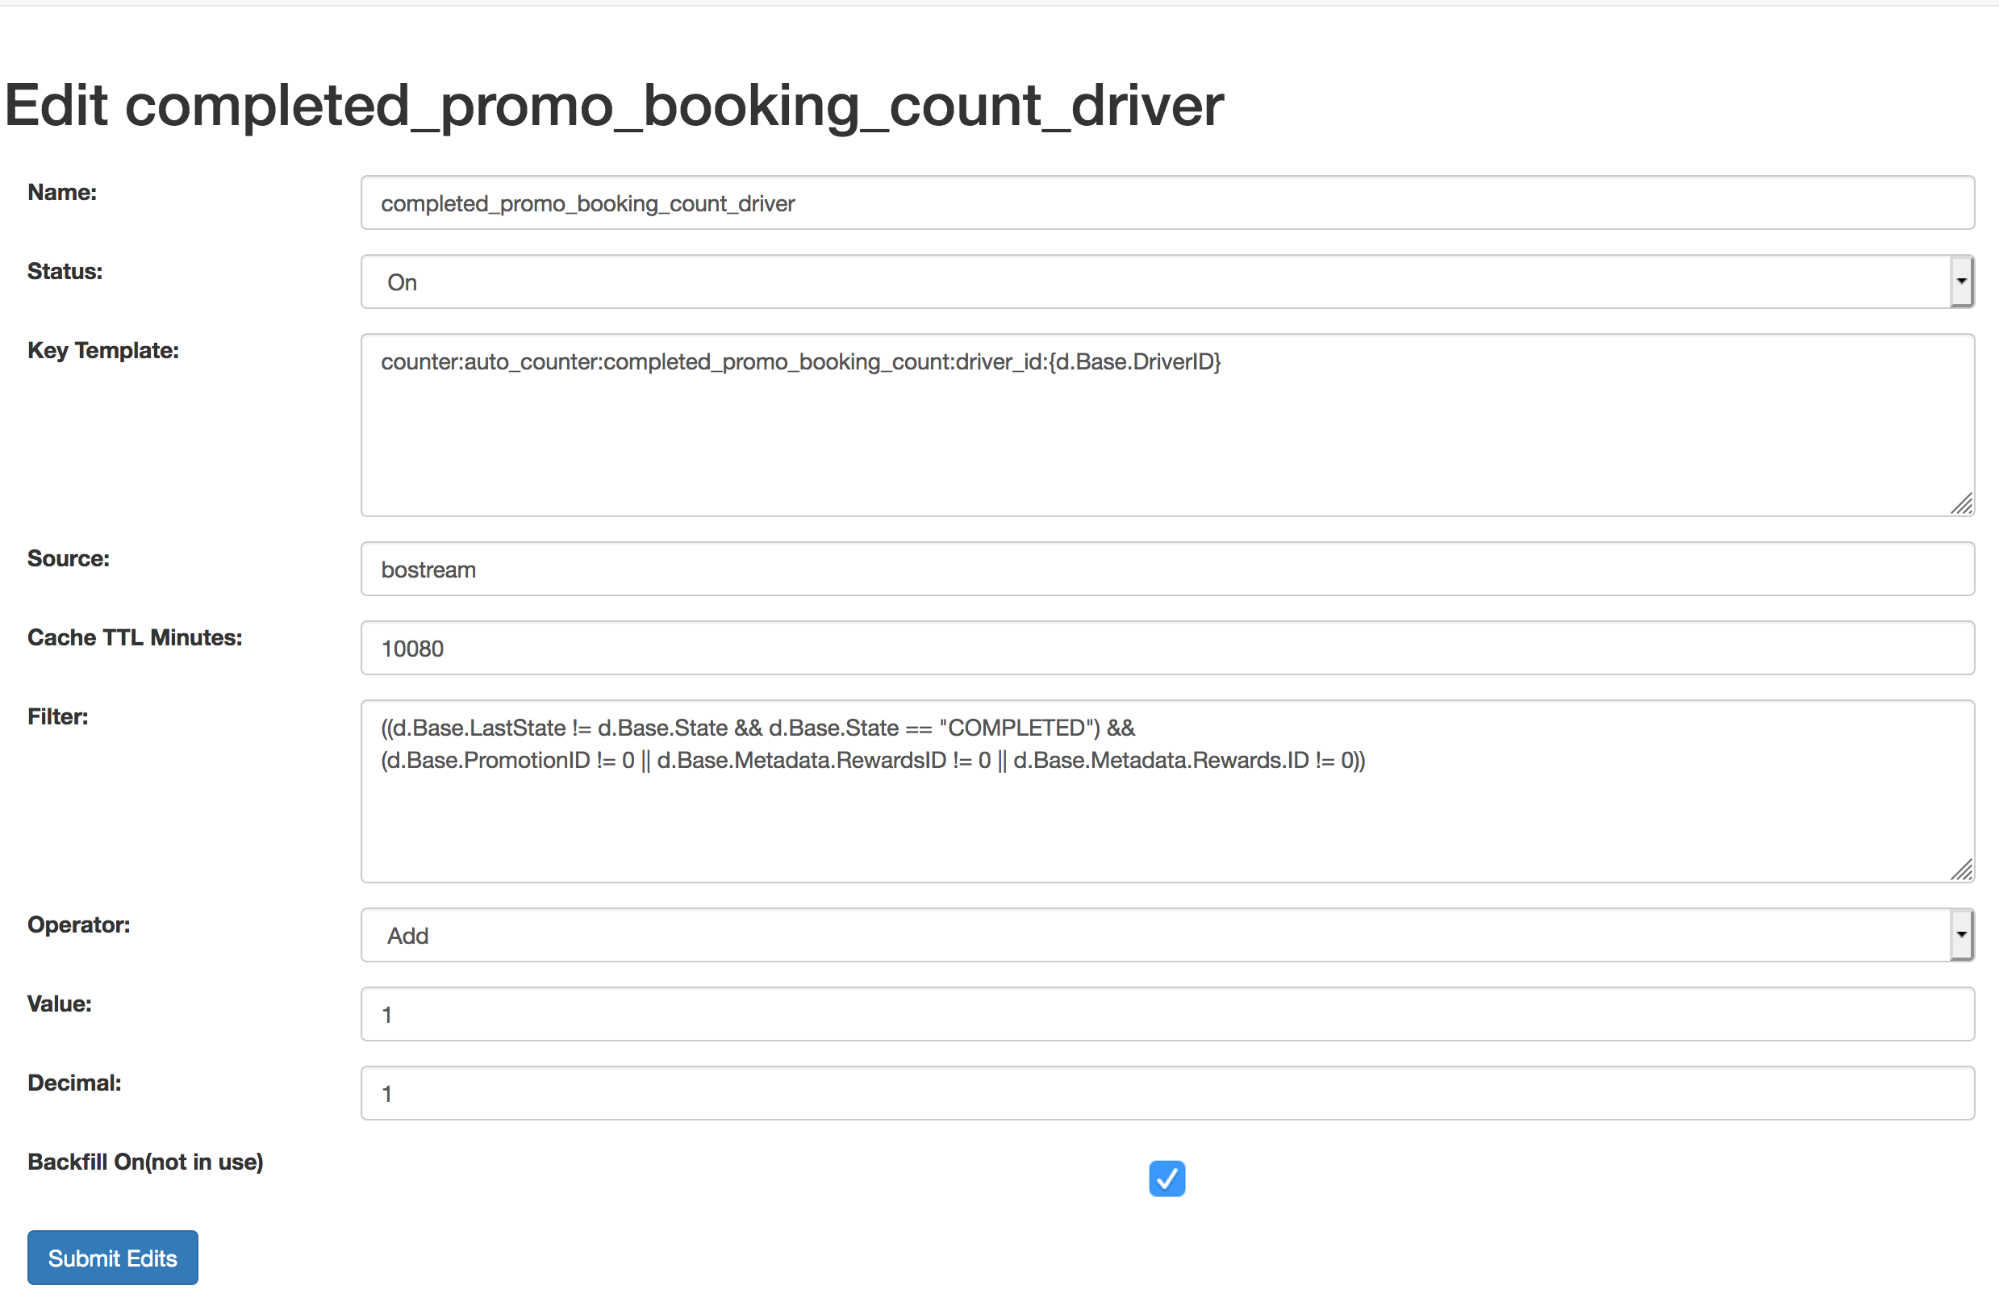 Edit completed_promo_booking_count_driver
Name:
completed_promo_booking_count_driver
Status:
On
Key Template:
counter:auto_counter:completed_promo_booking_count:driver_id:{d.Base.DriverID}
Source:
bostream
Cache TTL Minutes:
10080
Filter:
((d.Base.LastState != d.Base.State && d.Base.State == "COMPLETED") &&
(d.Base.PromotionID != 0 || d.Base.Metadata.RewardsID != 0 || d.Base.Metadata.Rewards.ID != 0))
Operator:
Add
Value:
1
Decimal:
1
Backfill On(not in use)
Submit Edits